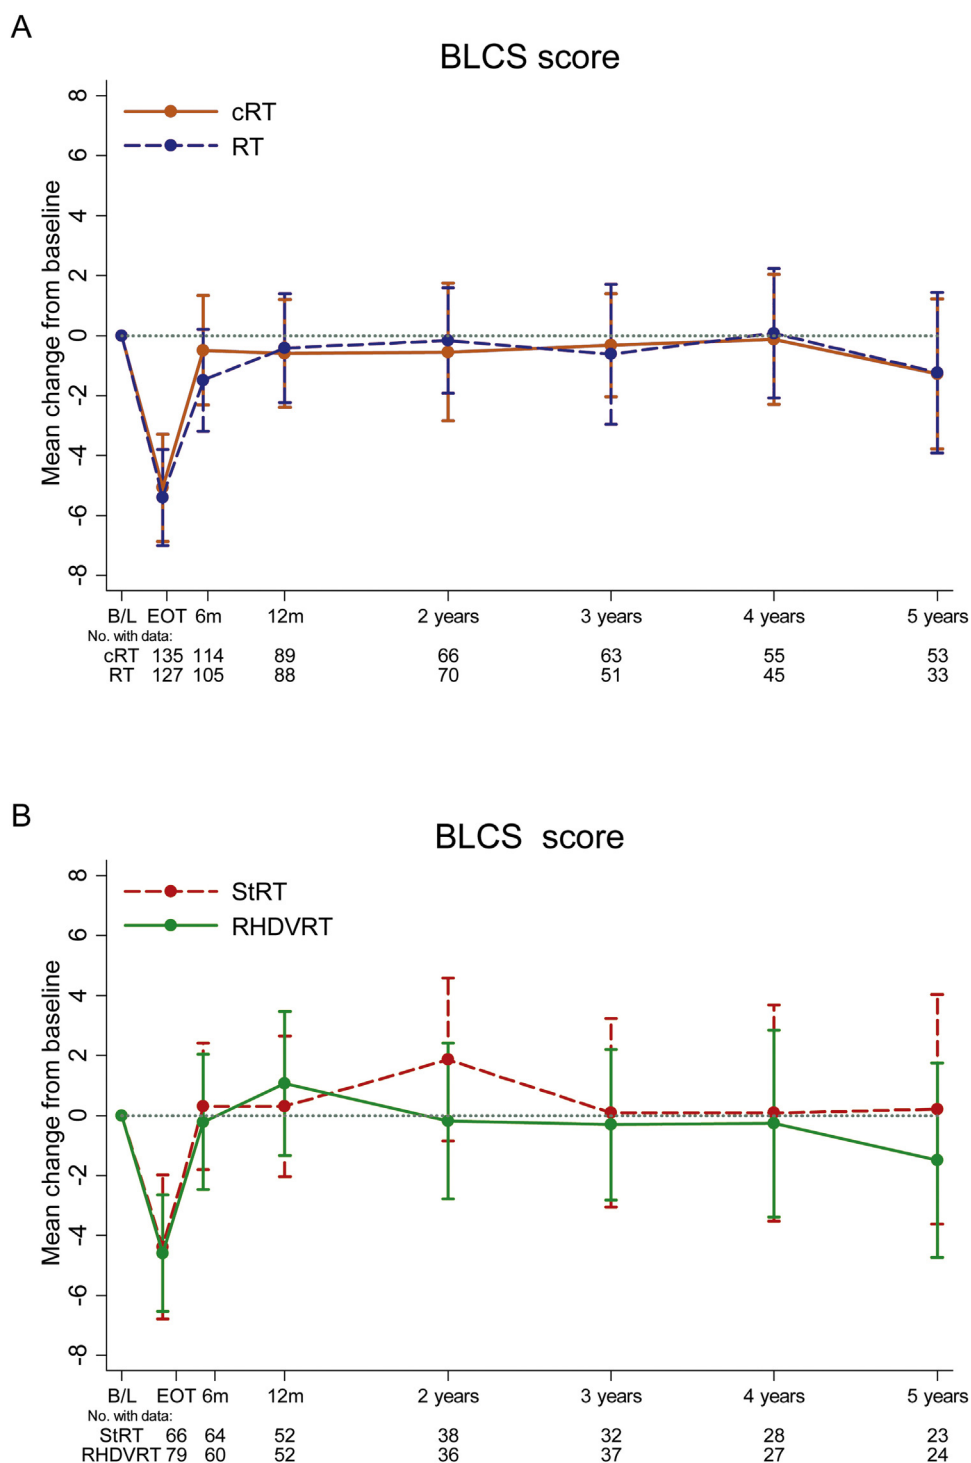 A
BLCS score
cRT
RT
Mean change from baseline
8
6
4
2
0
-2
-4
-6
-8
B/L EOT 6m 12m 2 years 3 years 4 years 5 years
No. with data:
cRT 135 114 89 66 63 55 53
RT 127 105 88 70 51 45 33
B
BLCS score
StRT
RHDVRT
Mean change from baseline
8
6
4
2
0
-2
-4
-6
-8
B/L EOT 6m 12m 2 years 3 years 4 years 5 years
No. with data:
StRT 66 64 52 38 32 28 23
RHDVRT 79 60 52 36 37 27 24